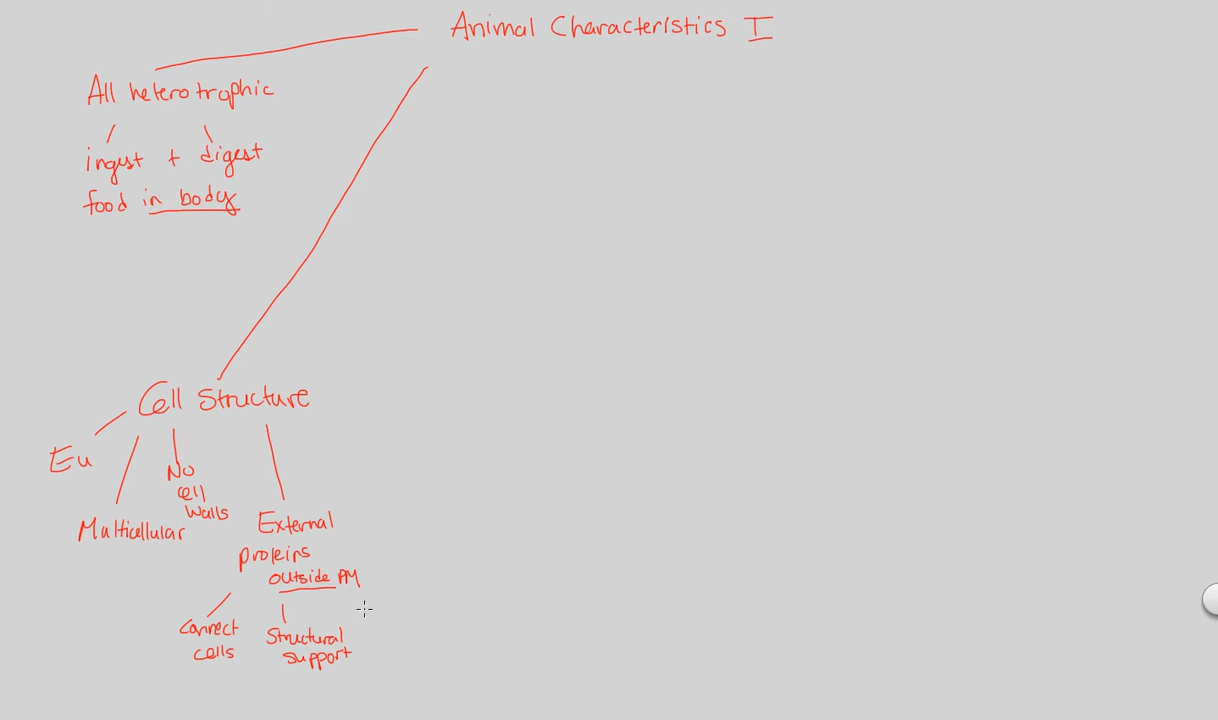 Animal Characteristics I
All heterotrophic
ingest + digest
food in body
Cell Structure
Eu
No
cell
walls
Multicellular
External
proteins
outside PM
Connect
cells
Structural
support